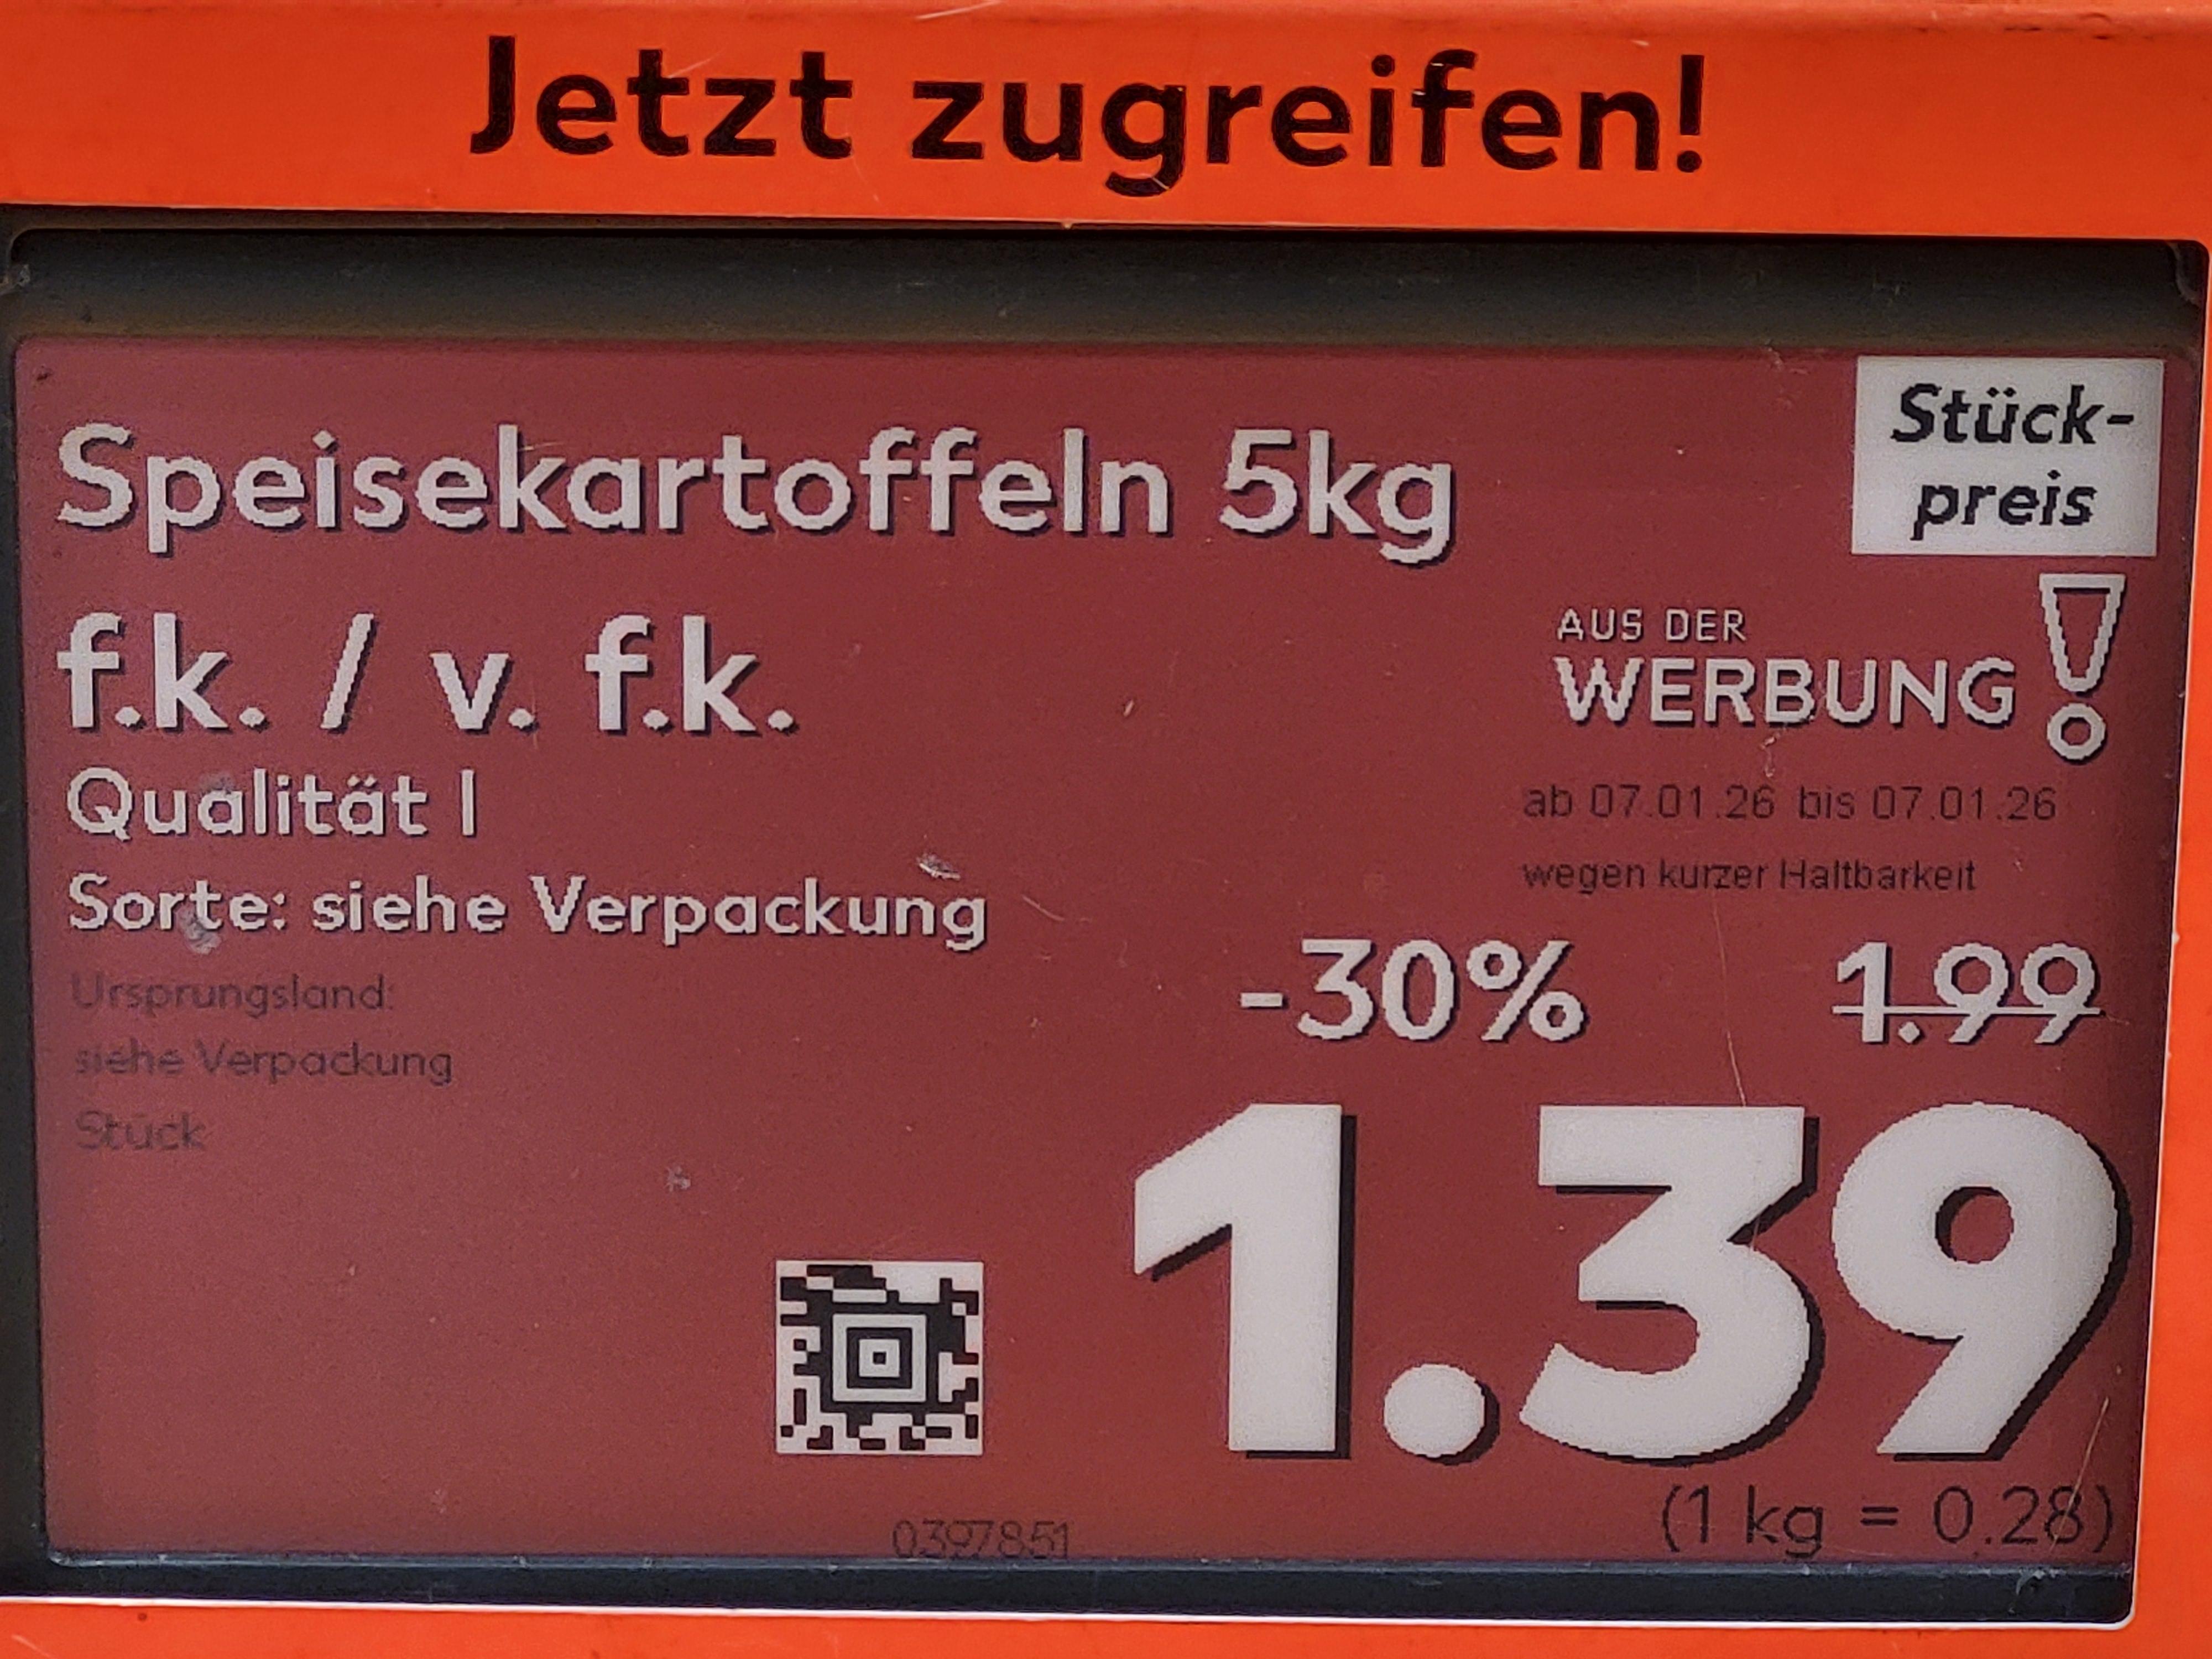 Jetzt zugreifen!
Stück-
preis
Speisekartoffeln 5kg
f.k. / v. f.k.
Qualität I
Sorte: siehe Verpackung
Ursprungsland:
siehe Verpackung
Stück
AUS DER
WERBUNG!
ab 07.01.26 bis 07.01.26
wegen kurzer Haltbarkeit
-30% 1.99
1.39
(1 kg = 0.28)
0397851